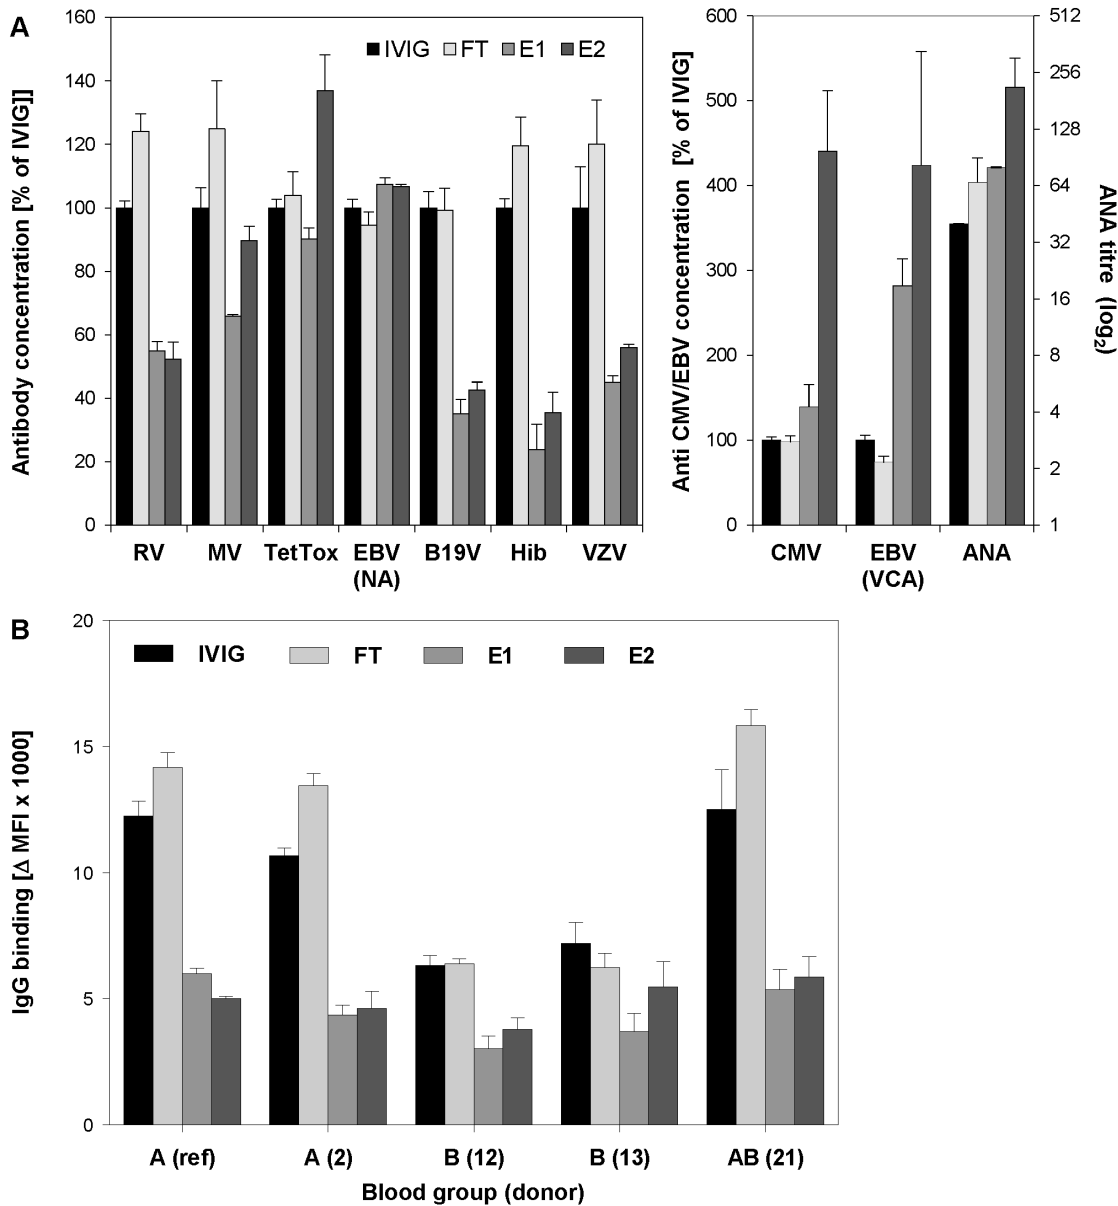 A
Antibody concentration [% of IVIG]]
160
140
120
100
80
60
40
20
0
IVIG FT E1 E2
RV MV TetTox EBV B19V Hib VZV
(NA)
Anti CMV/EBV concentration [% of IVIG]
600
500
400
300
200
100
0
CMV EBV ANA
(VCA)
512
256
128
64
32
16
8
4
2
1
ANA titre (log2)
B
IgG binding [Δ MFI x 1000]
20
15
10
5
0
IVIG FT E1 E2
A (ref) A (2) B (12) B (13) AB (21)
Blood group (donor)